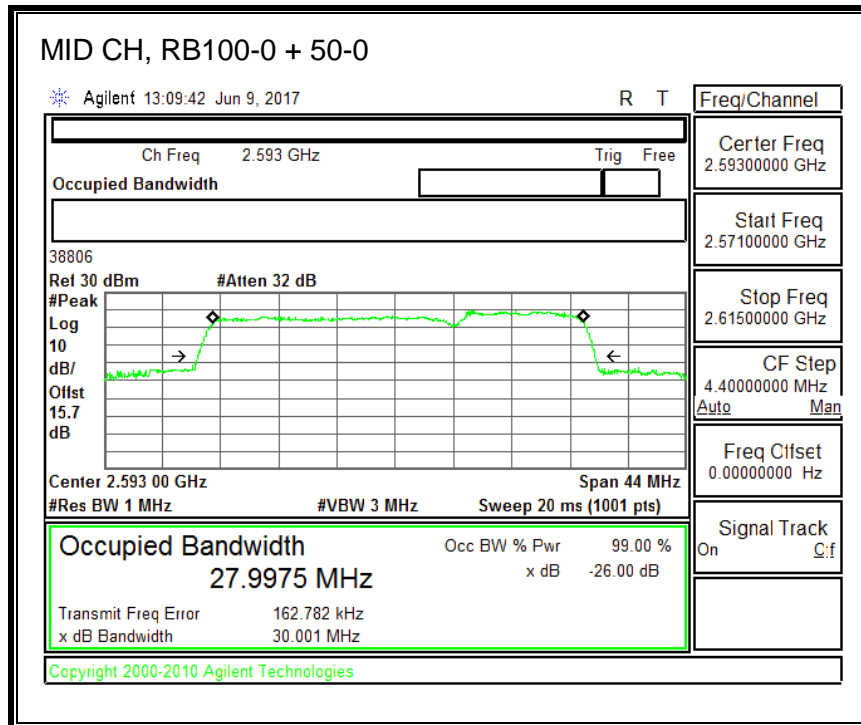 MID CH, RB100-0 + 50-0
Agilent 13:09:42 Jun 9, 2017
R T
Freq/Channel
Ch Freq 2.593 GHz
Trig Free
Occupied Bandwidth
Center Freq
2.59300000 GHz
Start Freq
2.57100000 GHz
Stop Freq
2.61500000 GHz
CF Step
4.40000000 MHz
Auto Man
Freq Offset
0.00000000 Hz
Signal Track
On Off
38806
Ref 30 dBm #Atten 32 dB
#Peak
Log
10
dB/
Offst
15.7
dB
Center 2.593 00 GHz Span 44 MHz
#Res BW 1 MHz #VBW 3 MHz Sweep 20 ms (1001 pts)
Occupied Bandwidth
27.9975 MHz
Occ BW % Pwr 99.00 %
x dB -26.00 dB
Transmit Freq Error 162.782 kHz
x dB Bandwidth 30.001 MHz
Copyright 2000-2010 Agilent Technologies